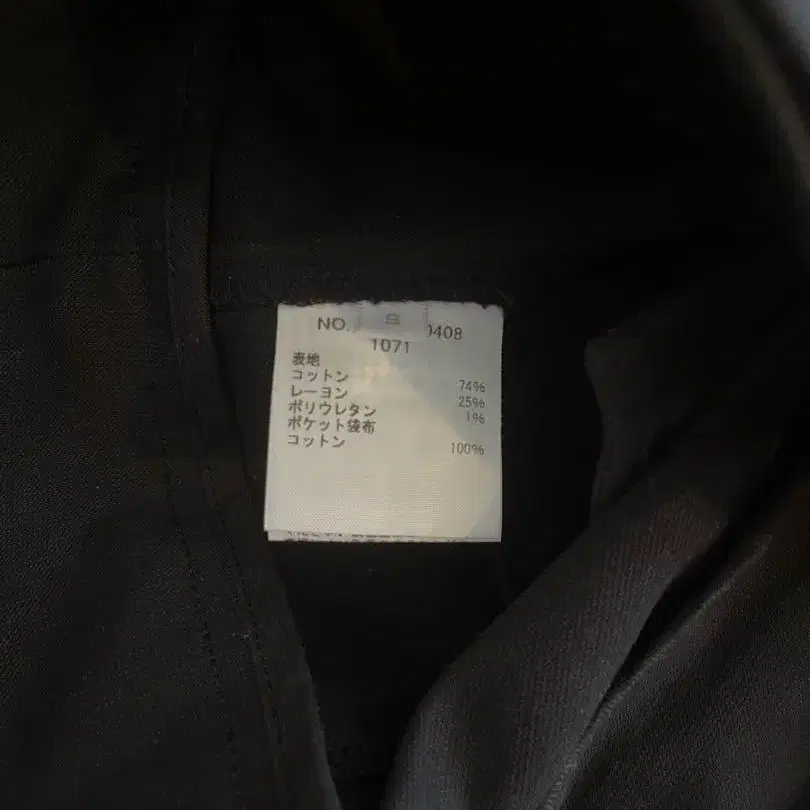 NO. S 0408
1071
表地
コットン 74%
レーヨン 25%
ポリウレタン 1%
ポケット袋布
コットン 100%